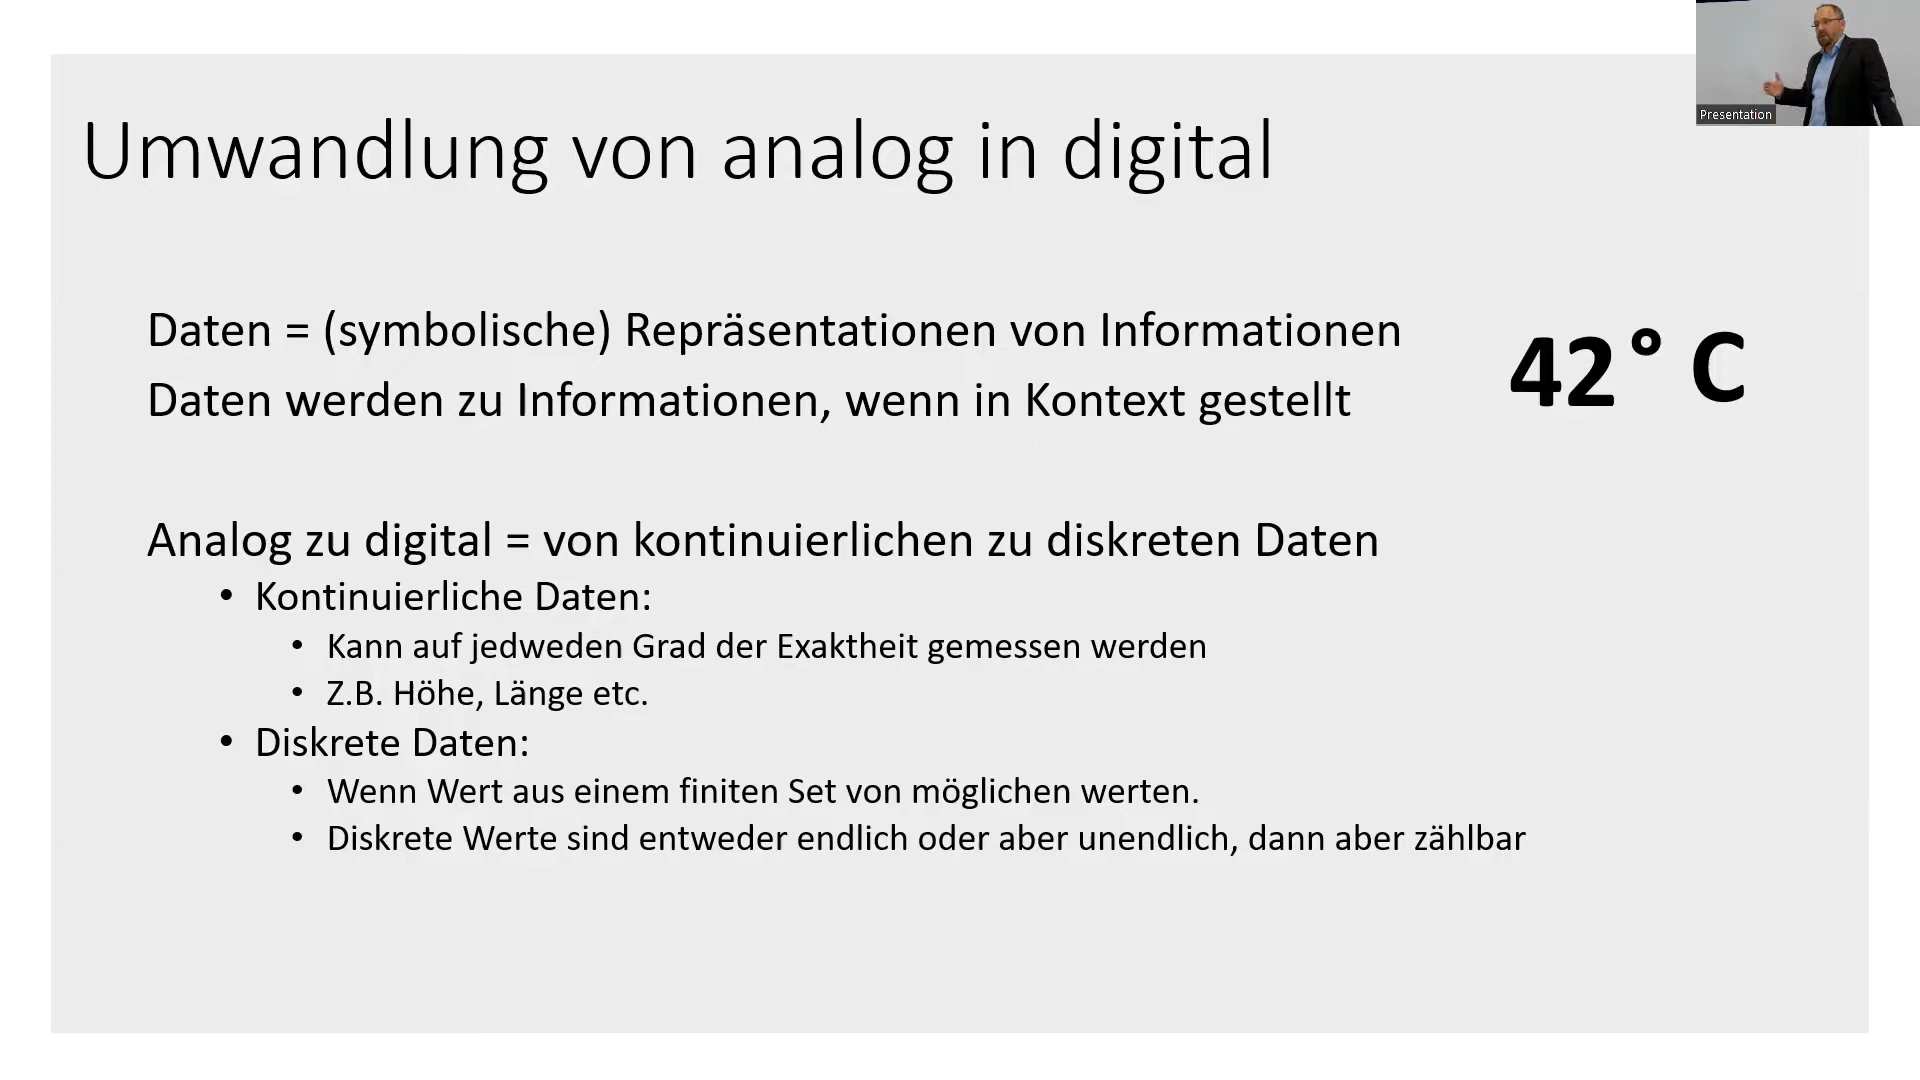 Presentation
Umwandlung von analog in digital
Daten = (symbolische) Repräsentationen von Informationen
Daten werden zu Informationen, wenn in Kontext gestellt
42° C
Analog zu digital = von kontinuierlichen zu diskreten Daten
• Kontinuierliche Daten:
• Kann auf jedweden Grad der Exaktheit gemessen werden
• Z.B. Höhe, Länge etc.
• Diskrete Daten:
• Wenn Wert aus einem finiten Set von möglichen werten.
• Diskrete Werte sind entweder endlich oder aber unendlich, dann aber zählbar